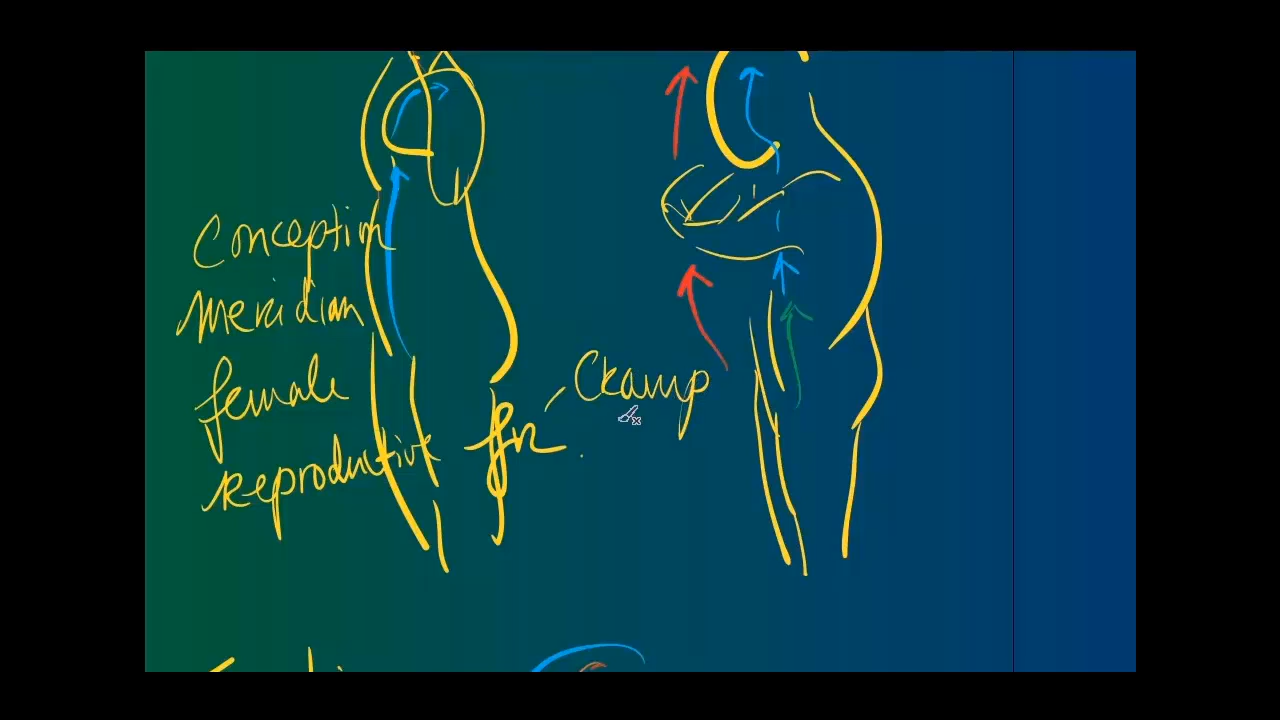 Conception
Meridian
female
Reproductive fn.
Cramp